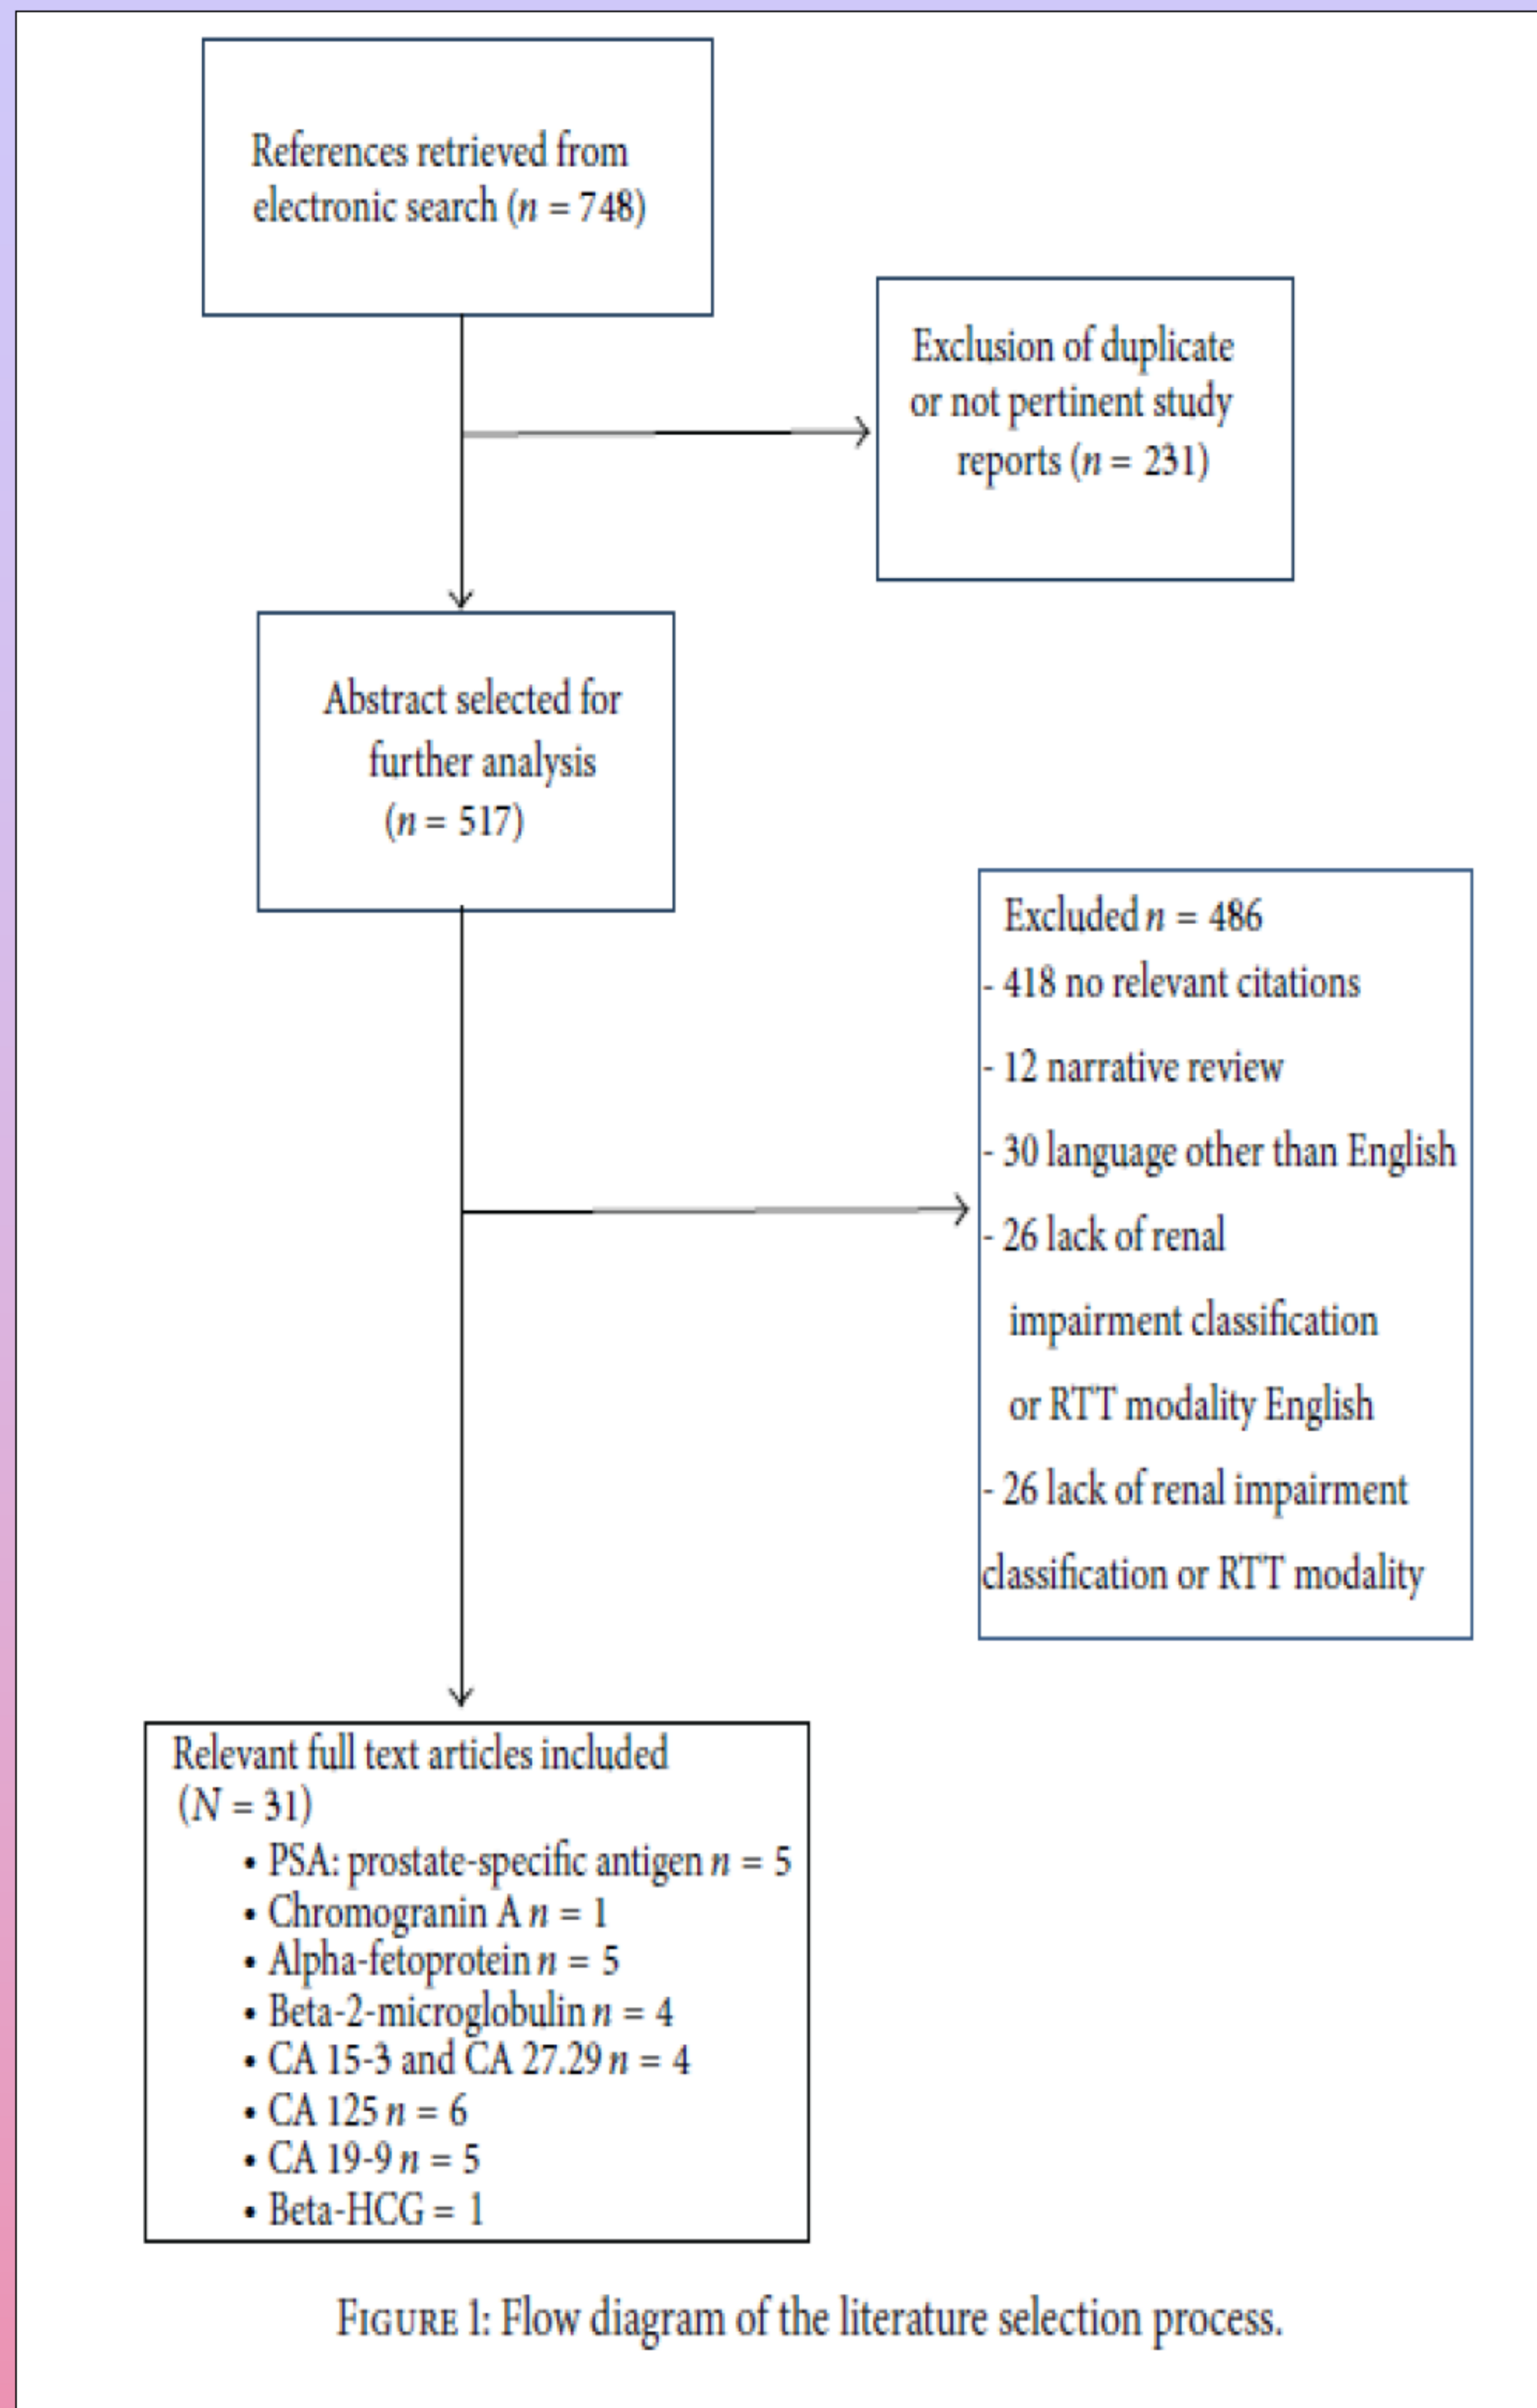 References retrieved from
electronic search (n = 748)
Exclusion of duplicate
or not pertinent study
reports (n = 231)
Abstract selected for
further analysis
(n = 517)
Excluded n = 486
- 418 no relevant citations
- 12 narrative review
- 30 language other than English
- 26 lack of renal
impairment classification
or RTT modality English
- 26 lack of renal impairment
classification or RTT modality
Relevant full text articles included
(N = 31)
• PSA: prostate-specific antigen n = 5
• Chromogranin A n = 1
• Alpha-fetoprotein n = 5
• Beta-2-microglobulin n = 4
• CA 15-3 and CA 27.29 n = 4
• CA 125 n = 6
• CA 19-9 n = 5
• Beta-HCG = 1
FIGURE 1: Flow diagram of the literature selection process.